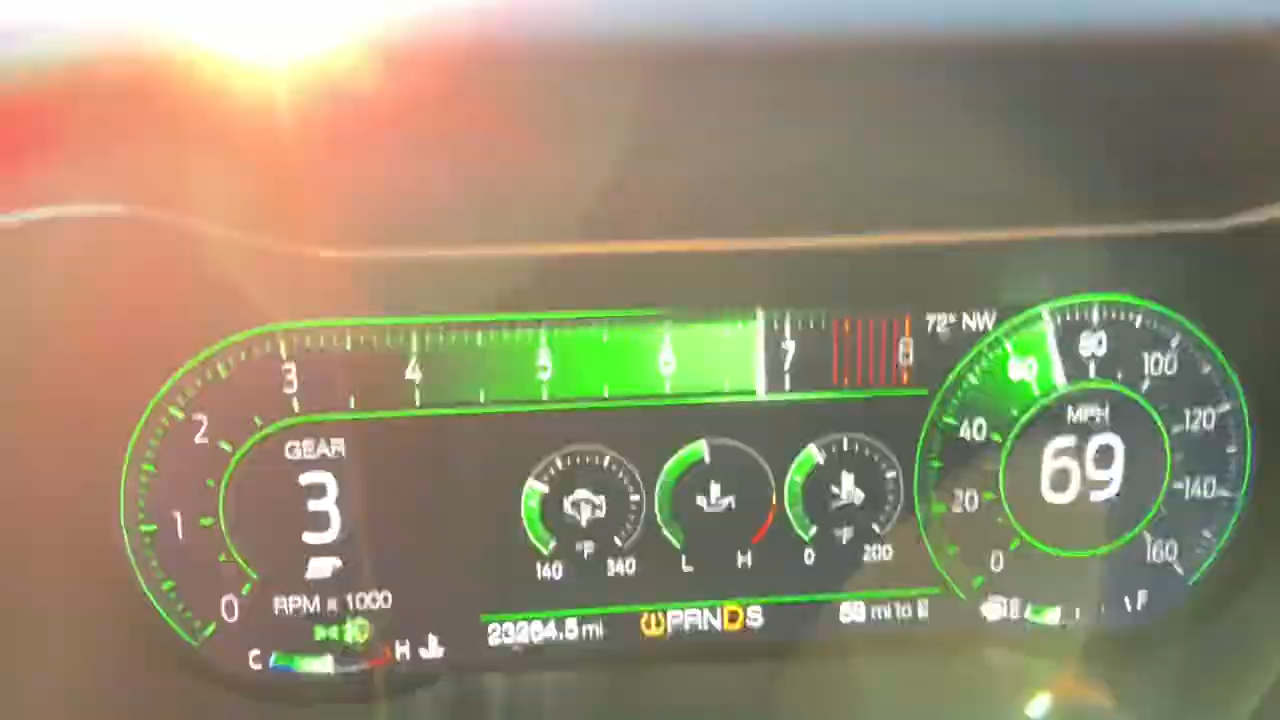 0 1 2 3 4 5 6 7 8
72° NW
GEAR
3
RPM x 1000
C H
°F
140 340
L H
°F
0 200
0 20 40 60 80 100 120 140 160
MPH
69
23264.5 mi
PRNDS
mi to E
E F